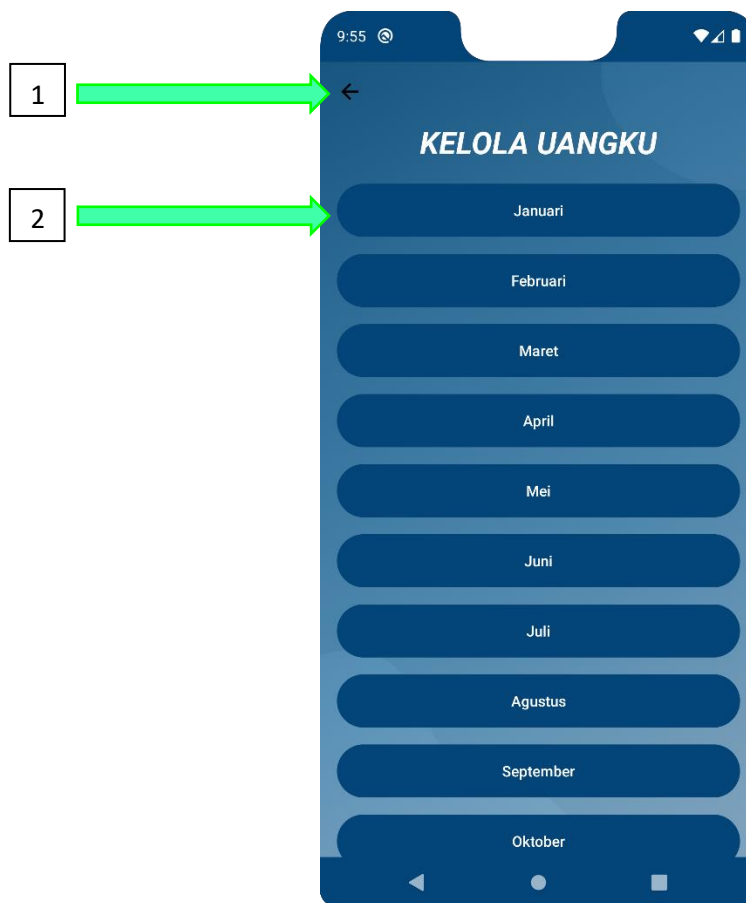 9:55
1
KELOLA UANGKU
2
Januari
Februari
Maret
April
Mei
Juni
Juli
Agustus
September
Oktober